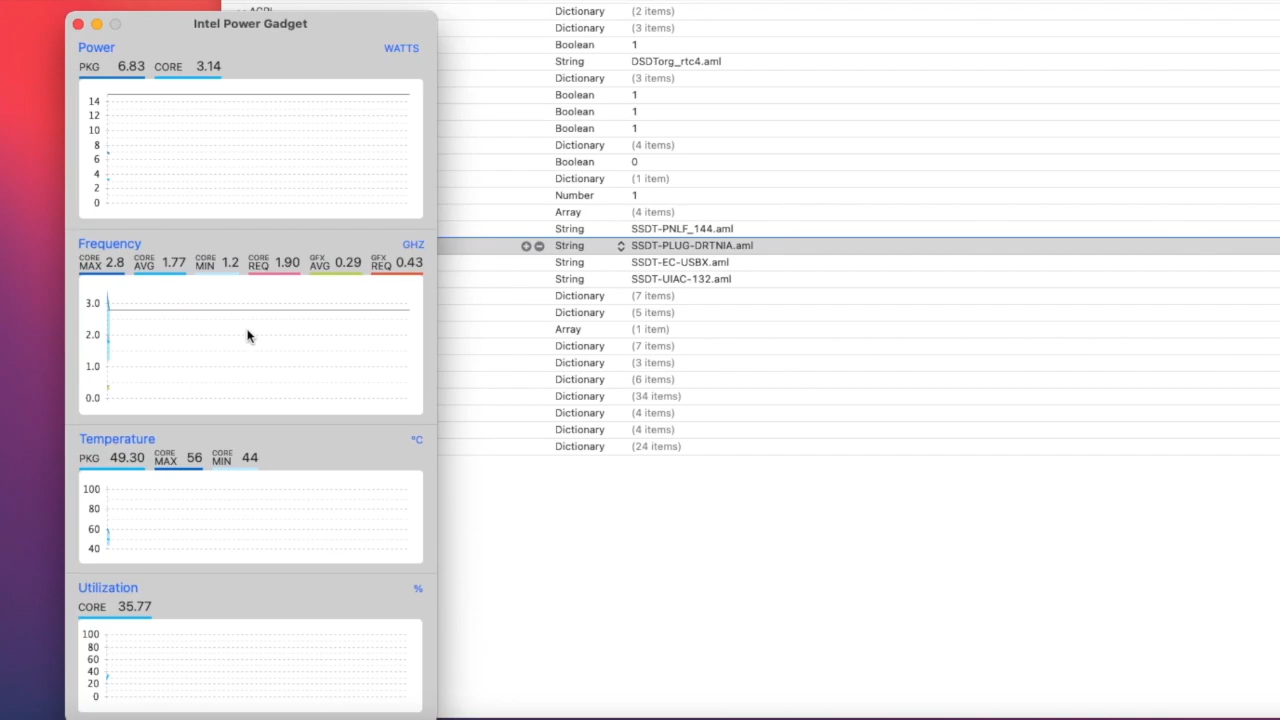 Intel Power Gadget
Power WATTS
PKG 6.83 CORE 3.14
14
12
10
8
6
4
2
0
Frequency GHZ
CORE MAX 2.8 CORE AVG 1.77 CORE MIN 1.2 CORE REQ 1.90 GFX AVG 0.29 GFX REQ 0.43
3.0
2.0
1.0
0.0
Temperature °C
PKG 49.30 CORE MAX 56 CORE MIN 44
100
80
60
40
Utilization %
CORE 35.77
100
80
60
40
20
0
Dictionary (2 items)
Dictionary (3 items)
Boolean 1
String DSDTorg_rtc4.aml
Dictionary (3 items)
Boolean 1
Boolean 1
Boolean 1
Dictionary (4 items)
Boolean 0
Dictionary (1 item)
Number 1
Array (4 items)
String SSDT-PNLF_144.aml
String SSDT-PLUG-DRTNIA.aml
String SSDT-EC-USBX.aml
String SSDT-UIAC-132.aml
Dictionary (7 items)
Dictionary (5 items)
Array (1 item)
Dictionary (7 items)
Dictionary (3 items)
Dictionary (6 items)
Dictionary (34 items)
Dictionary (4 items)
Dictionary (4 items)
Dictionary (24 items)